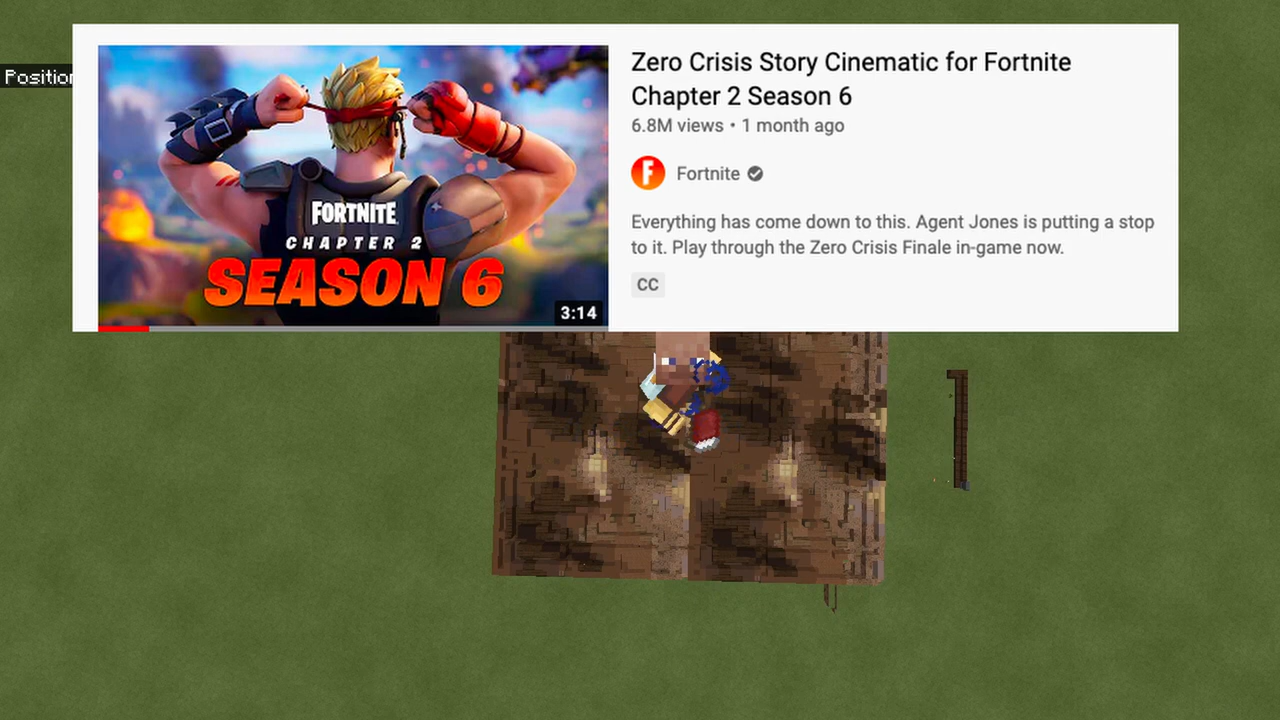 Zero Crisis Story Cinematic for Fortnite
Chapter 2 Season 6
6.8M views • 1 month ago
Position
F Fortnite
Everything has come down to this. Agent Jones is putting a stop
to it. Play through the Zero Crisis Finale in-game now.
CC
FORTNITE
CHAPTER 2
SEASON 6
3:14